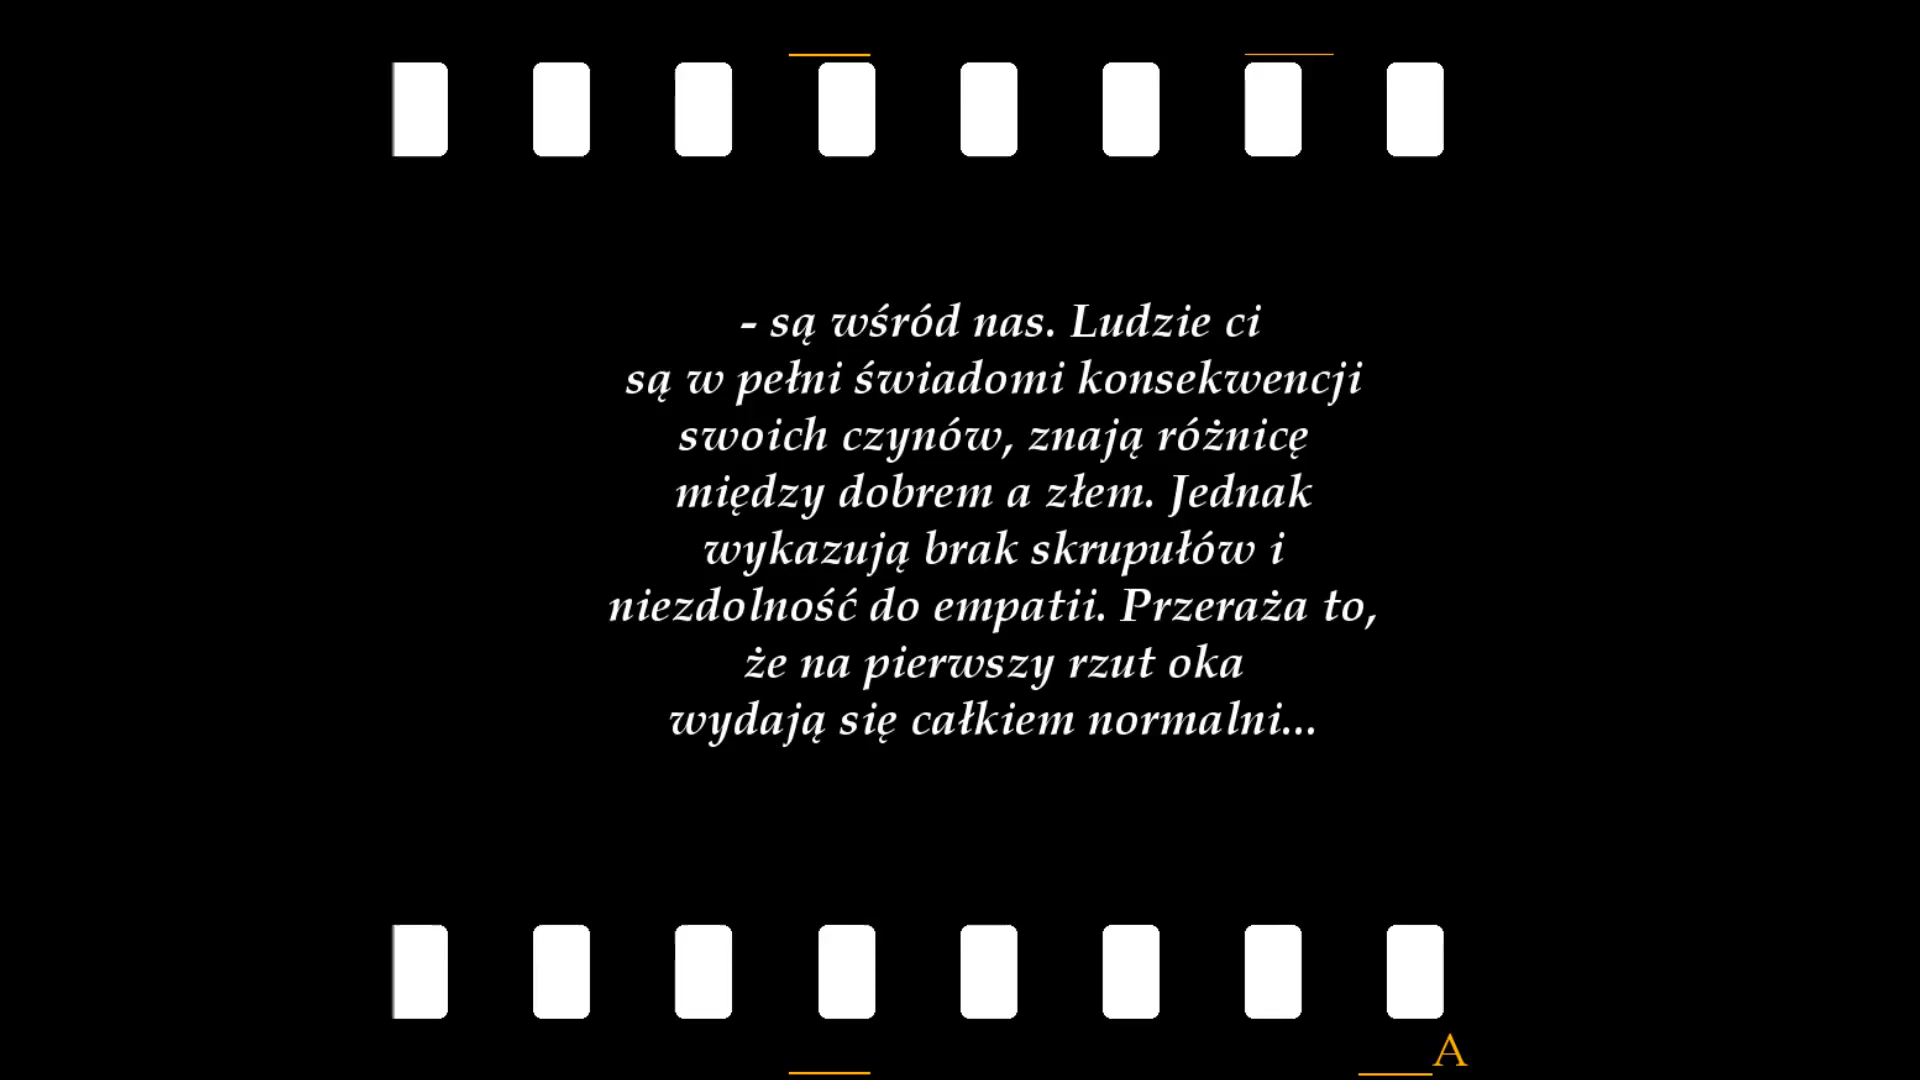 - są wśród nas. Ludzie ci
są w pełni świadomi konsekwencji
swoich czynów, znają różnicę
między dobrem a złem. Jednak
wykazują brak skrupułów i
niezdolność do empatii. Przeraża to,
że na pierwszy rzut oka
wydają się całkiem normalni...
A